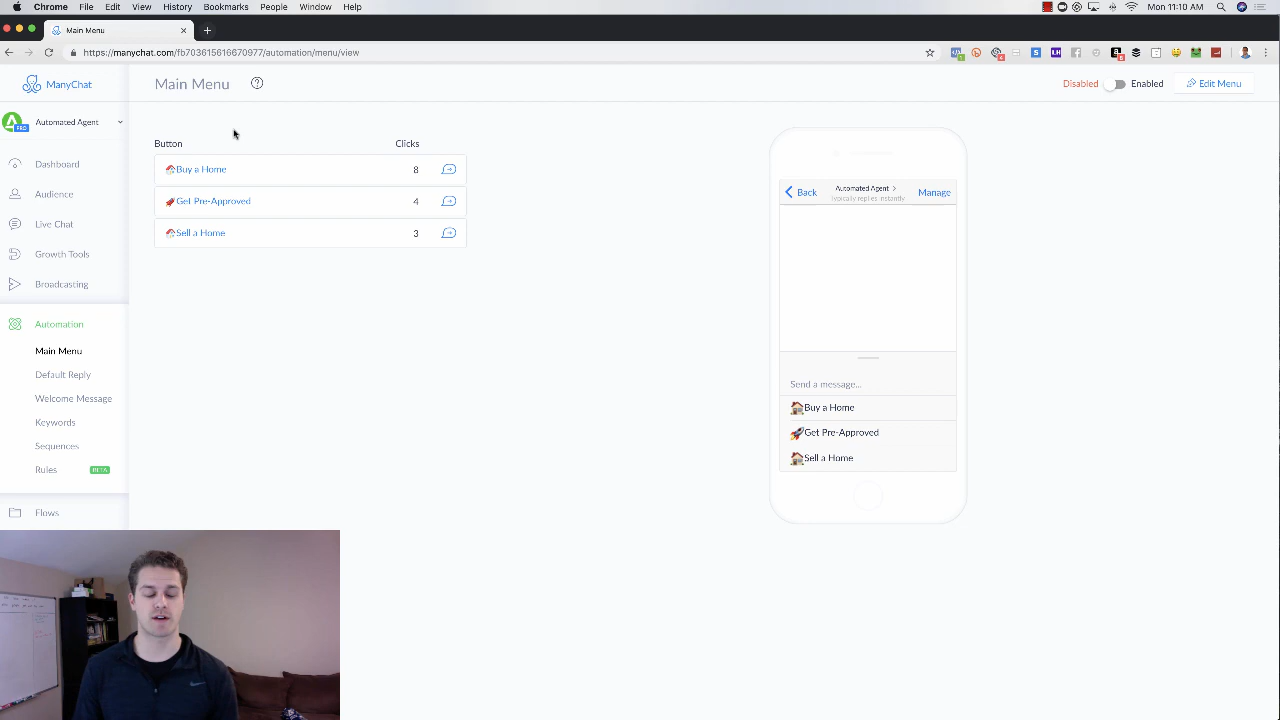 Chrome File Edit View History Bookmarks People Window Help Mon 11:10 AM
Main Menu
https://manychat.com/fb703615616670977/automation/menu/view
ManyChat
Main Menu
Disabled Enabled Edit Menu
Automated Agent
PRO
Button Clicks
Dashboard
Audience
Live Chat
Growth Tools
Broadcasting
Automation
Main Menu
Default Reply
Welcome Message
Keywords
Sequences
Rules BETA
Flows
Buy a Home 8
Get Pre-Approved 4
Sell a Home 3
Back Automated Agent Manage
Typically replies instantly
Send a message...
Buy a Home
Get Pre-Approved
Sell a Home